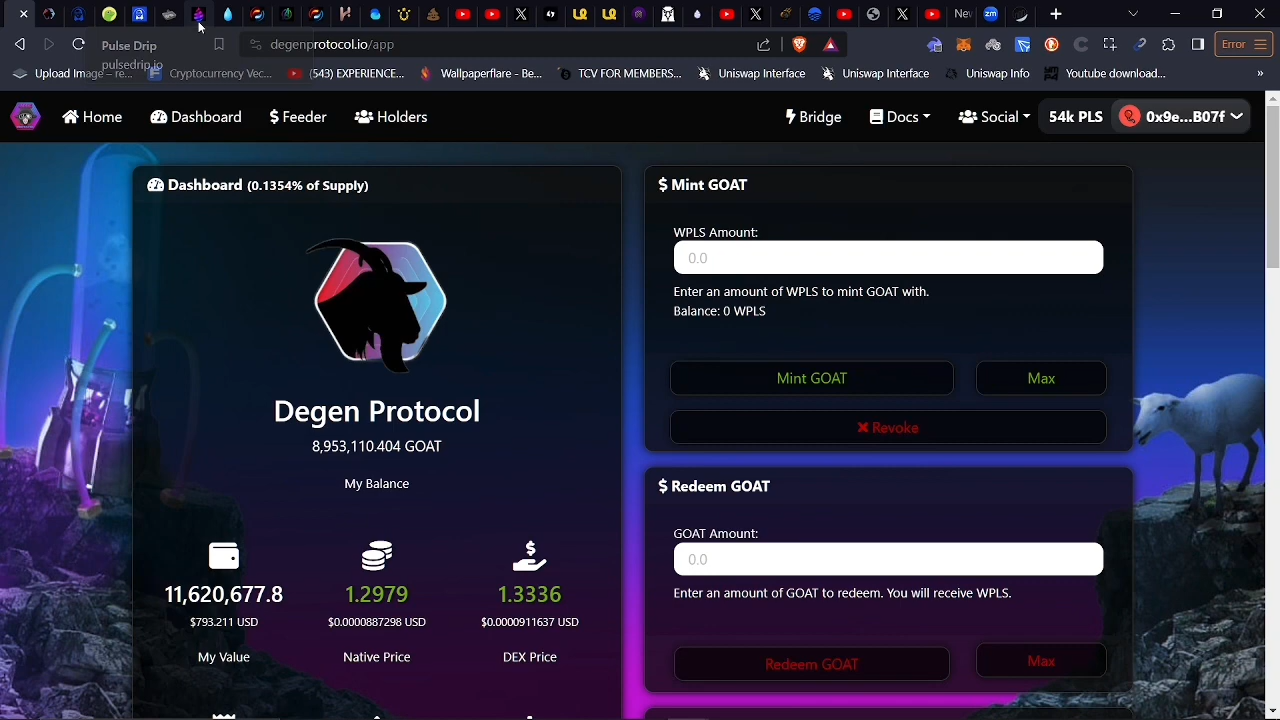 Pulse Drip
pulsedrip.io
degenprotocol.io/app
Error
Upload Image – re...
Cryptocurrency Vec...
(543) EXPERIENCE...
Wallpaperflare - Be...
TCV FOR MEMBERS...
Uniswap Interface
Uniswap Interface
Uniswap Info
Youtube download...
»
Home
Dashboard
$ Feeder
Holders
Bridge
Docs
Social
54k PLS
0x9e...B07f
Dashboard (0.1354% of Supply)
Degen Protocol
8,953,110.404 GOAT
My Balance
11,620,677.8
$793.211 USD
My Value
1.2979
$0.0000887298 USD
Native Price
1.3336
$0.0000911637 USD
DEX Price
$ Mint GOAT
WPLS Amount:
0.0
Enter an amount of WPLS to mint GOAT with.
Balance: 0 WPLS
Mint GOAT
Max
Revoke
$ Redeem GOAT
GOAT Amount:
0.0
Enter an amount of GOAT to redeem. You will receive WPLS.
Redeem GOAT
Max